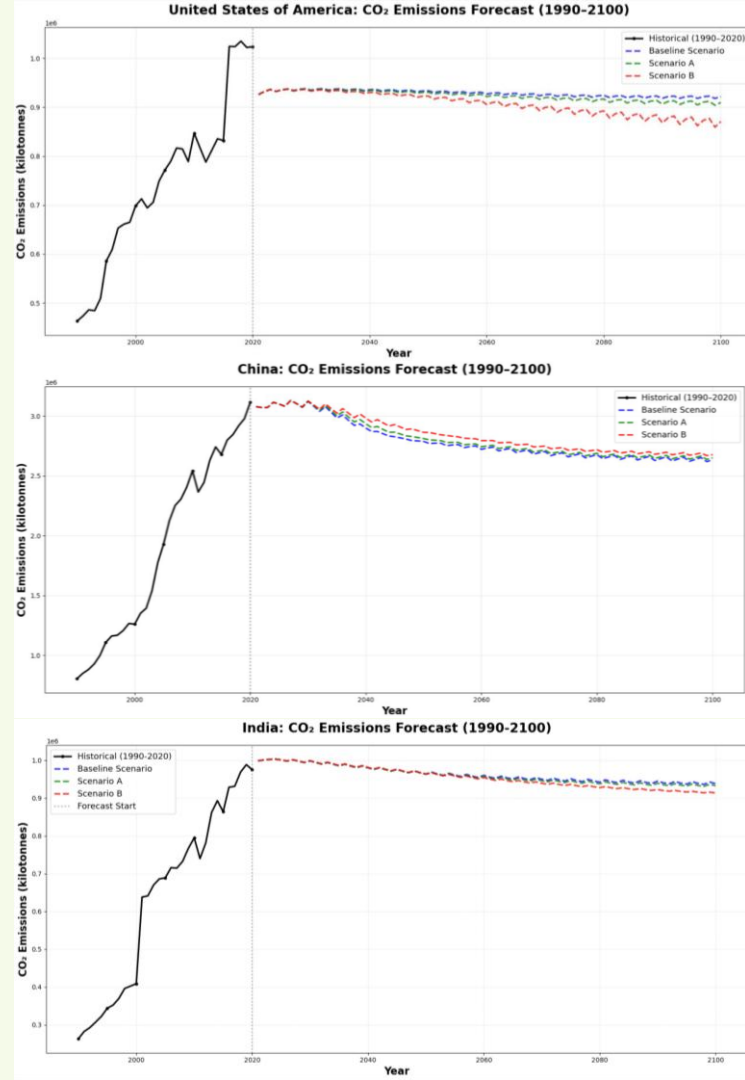 United States of America: CO₂ Emissions Forecast (1990–2100)
1e6
Historical (1990–2020)
Baseline Scenario
Scenario A
Scenario B
1.0
0.9
0.8
0.7
0.6
0.5
CO₂ Emissions (kilotonnes)
2000
2020
2040
2060
2080
2100
Year
China: CO₂ Emissions Forecast (1990–2100)
1e6
Historical (1990–2020)
Baseline Scenario
Scenario A
Scenario B
3.0
2.5
2.0
1.5
1.0
CO₂ Emissions (kilotonnes)
2000
2020
2040
2060
2080
2100
Year
India: CO₂ Emissions Forecast (1990-2100)
1e6
Historical (1990-2020)
Baseline Scenario
Scenario A
Scenario B
Forecast Start
1.0
0.9
0.8
0.7
0.6
0.5
0.4
0.3
CO₂ Emissions (kilotonnes)
2000
2020
2040
2060
2080
2100
Year